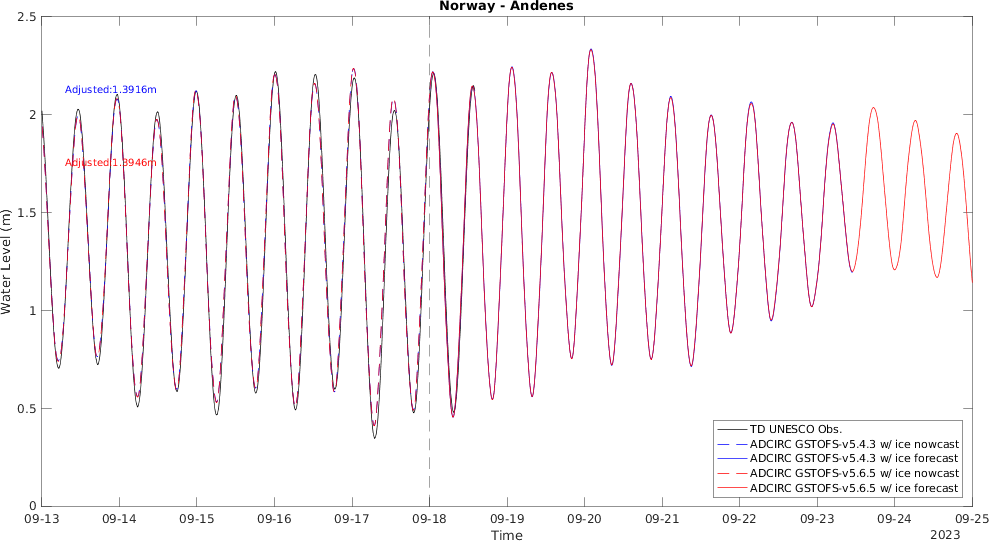 Norway - Andenes
2.5
2
1.5
1
0.5
0
Water Level (m)
Adjusted:1.3916m
Adjusted:1.3946m
TD UNESCO Obs.
ADCIRC GSTOFS-v5.4.3 w/ ice nowcast
ADCIRC GSTOFS-v5.4.3 w/ ice forecast
ADCIRC GSTOFS-v5.6.5 w/ ice nowcast
ADCIRC GSTOFS-v5.6.5 w/ ice forecast
09-13 09-14 09-15 09-16 09-17 09-18 09-19 09-20 09-21 09-22 09-23 09-24 09-25
Time
2023